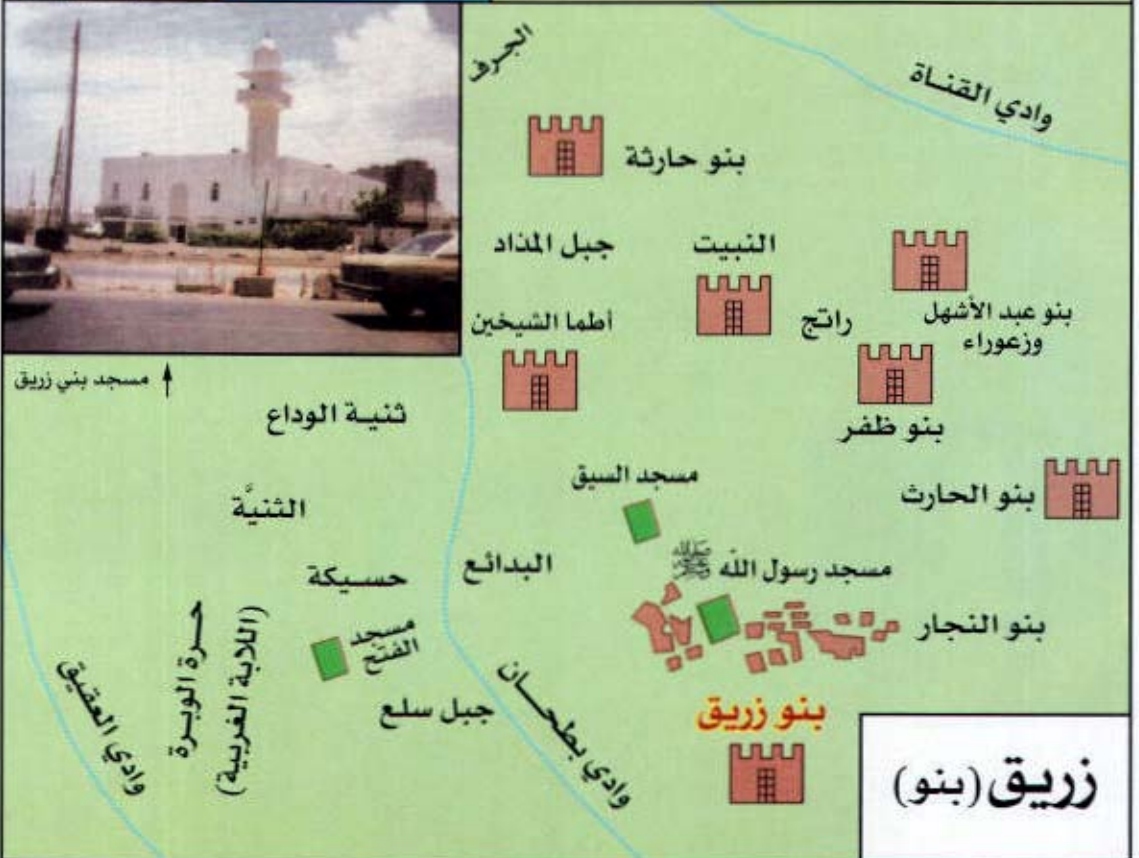 الجرف
وادي القناة
بنو حارثة
جبل المذاد
النبيت
أطما الشيخين
راتج
بنو عبد الأشهل
وزعوراء
مسجد بني زريق
ثنية الوداع
بنو ظفر
مسجد السبق
بنو الحارث
الثنيَّة
البدائع
حسيكة
مسجد رسول الله ﷺ
بنو النجار
مسجد
الفتح
حرة الوبرة
(اللابة الغربية)
وادي العقيق
جبل سلع
وادي بطحان
بنو زريق
زريق (بنو)